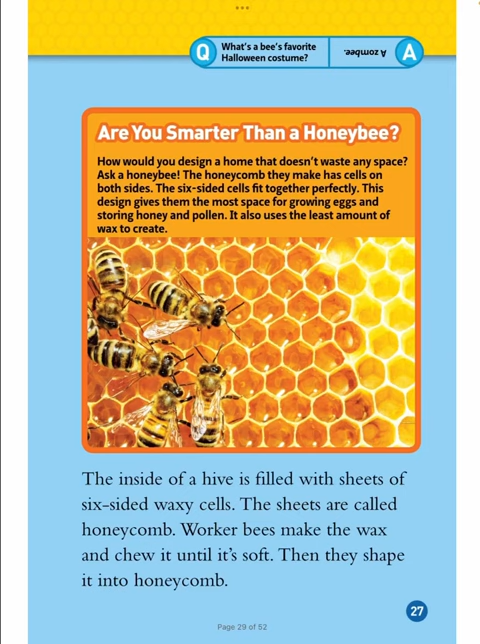 Q
What's a bee's favorite
Halloween costume?
A zombee.
A
Are You Smarter Than a Honeybee?
How would you design a home that doesn't waste any space?
Ask a honeybee! The honeycomb they make has cells on
both sides. The six-sided cells fit together perfectly. This
design gives them the most space for growing eggs and
storing honey and pollen. It also uses the least amount of
wax to create.
The inside of a hive is filled with sheets of
six-sided waxy cells. The sheets are called
honeycomb. Worker bees make the wax
and chew it until it's soft. Then they shape
it into honeycomb.
27
Page 29 of 52